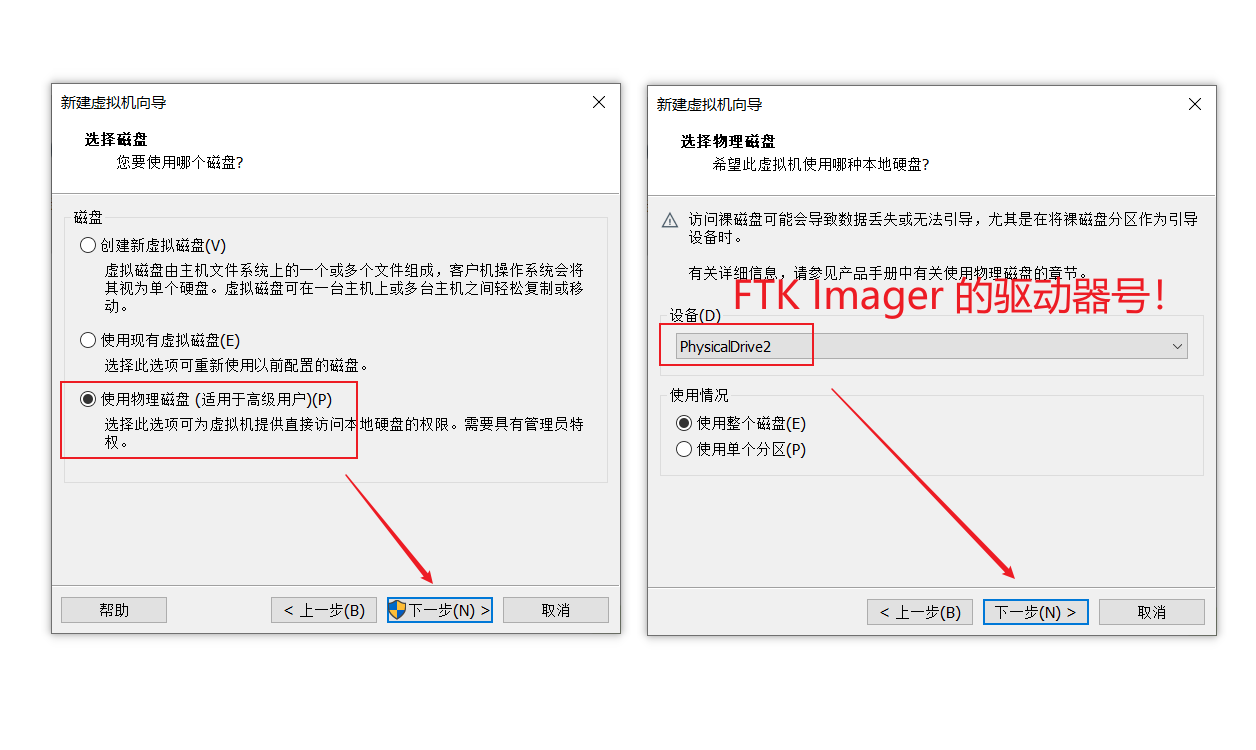 新建虚拟机向导
选择磁盘
您要使用哪个磁盘?
磁盘
创建新虚拟磁盘(V)
虚拟磁盘由主机文件系统上的一个或多个文件组成，客户机操作系统会将
其视为单个硬盘。虚拟磁盘可在一台主机上或多台主机之间轻松复制或移
动。
使用现有虚拟磁盘(E)
选择此选项可重新使用以前配置的磁盘。
使用物理磁盘 (适用于高级用户)(P)
选择此选项可为虚拟机提供直接访问本地硬盘的权限。需要具有管理员特
权。
帮助
< 上一步(B)
下一步(N) >
取消
新建虚拟机向导
选择物理磁盘
希望此虚拟机使用哪种本地硬盘?
访问裸磁盘可能会导致数据丢失或无法引导，尤其是在将裸磁盘分区作为引导
设备时。
有关详细信息，请参见产品手册中有关使用物理磁盘的章节。
FTK Imager 的驱动器号！
设备(D)
PhysicalDrive2
使用情况
使用整个磁盘(E)
使用单个分区(P)
< 上一步(B)
下一步(N) >
取消